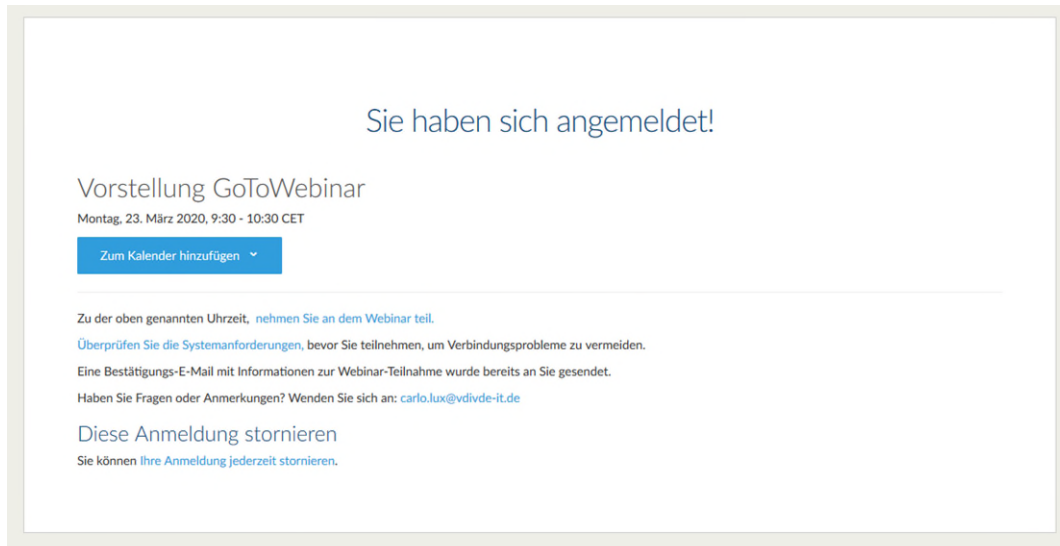 Sie haben sich angemeldet!
Vorstellung GoToWebinar
Montag, 23. März 2020, 9:30 - 10:30 CET
Zum Kalender hinzufügen
Zu der oben genannten Uhrzeit, nehmen Sie an dem Webinar teil.
Überprüfen Sie die Systemanforderungen, bevor Sie teilnehmen, um Verbindungsprobleme zu vermeiden.
Eine Bestätigungs-E-Mail mit Informationen zur Webinar-Teilnahme wurde bereits an Sie gesendet.
Haben Sie Fragen oder Anmerkungen? Wenden Sie sich an: carlo.lux@vdivde-it.de
Diese Anmeldung stornieren
Sie können Ihre Anmeldung jederzeit stornieren.